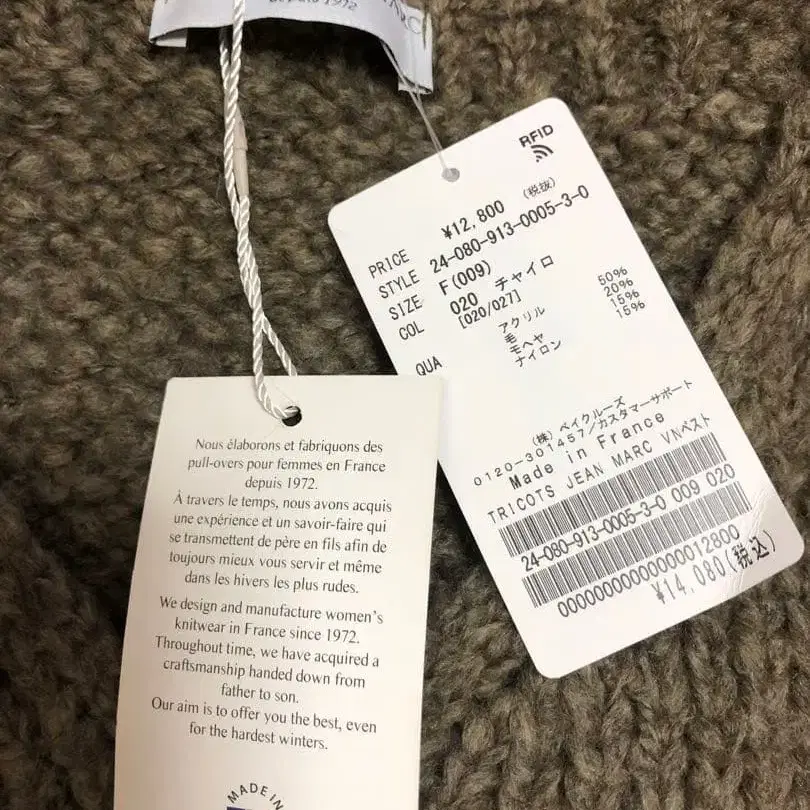 depuis 1972
RFID
PRICE ¥12,800 (税抜)
STYLE 24-080-913-0005-3-0
SIZE F(009)
COL 020 チャイロ
[020/027]
QUA アクリル 50%
毛 20%
モヘヤ 15%
ナイロン 15%
(株) ベイクルーズ
0120-301457/カスタマーサポート
Made in France
TRICOTS JEAN MARC VNベスト
24-080-913-0005-3-0 009 020
0000000000000012800
¥14,080(税込)
Nous élaborons et fabriquons des
pull-overs pour femmes en France
depuis 1972.
À travers le temps, nous avons acquis
une expérience et un savoir-faire qui
se transmettent de père en fils afin de
toujours mieux vous servir et même
dans les hivers les plus rudes.
We design and manufacture women's
knitwear in France since 1972.
Throughout time, we have acquired a
craftsmanship handed down from
father to son.
Our aim is to offer you the best, even
for the hardest winters.
MADE IN